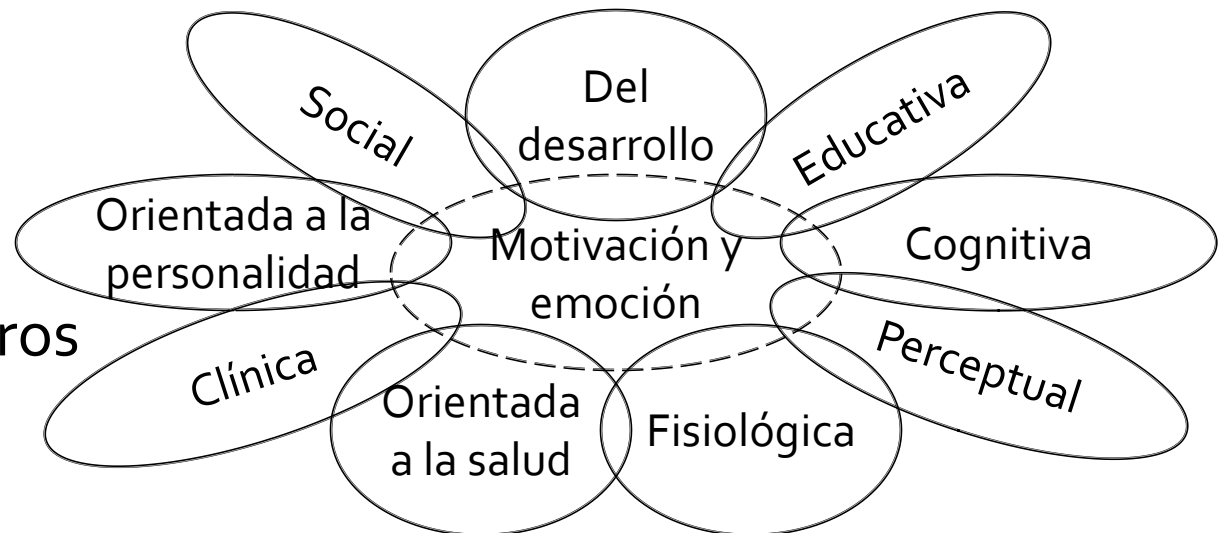 Del
desarrollo
Social
Educativa
Orientada a la
personalidad
Motivación y
emoción
Cognitiva
ros
Clínica
Perceptual
Orientada
a la salud
Fisiológica